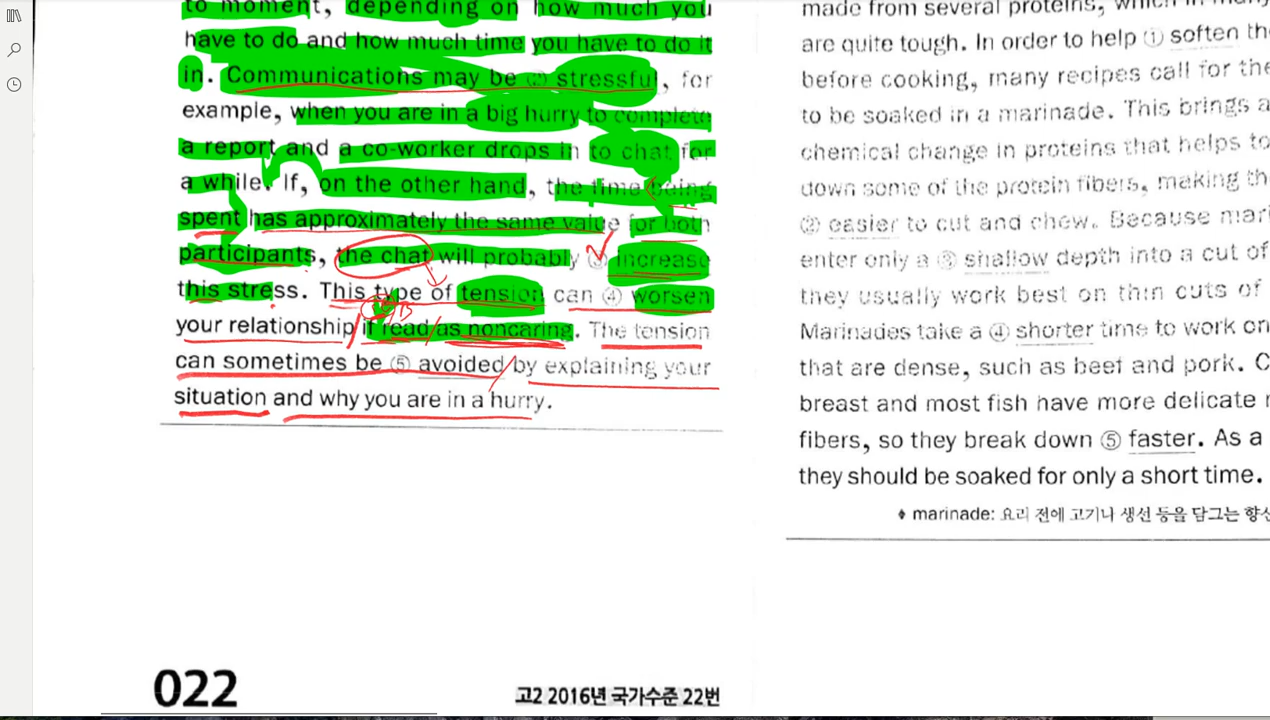 to moment, depending on how much you
have to do and how much time you have to do it
in. Communications may be ② stressful, for
example, when you are in a big hurry to complete
a report and a co-worker drops in to chat for
a while. If, on the other hand, the time being
spent has approximately the same value for both
participants, the chat will probably ③ increase
this stress. This type of tension can ④ worsen
your relationship if read as noncaring. The tension
can sometimes be ⑤ avoided by explaining your
situation and why you are in a hurry.
022
고2 2016년 국가수준 22번
made from several proteins, which in many
are quite tough. In order to help ① soften the
before cooking, many recipes call for the
to be soaked in a marinade. This brings a
chemical change in proteins that helps to
down some of the protein fibers, making the
② easier to cut and chew. Because mari
enter only a ③ shallow depth into a cut of
they usually work best on thin cuts of
Marinades take a ④ shorter time to work on
that are dense, such as beef and pork. C
breast and most fish have more delicate
fibers, so they break down ⑤ faster. As a
they should be soaked for only a short time.
♦ marinade: 요리 전에 고기나 생선 등을 담그는 향신